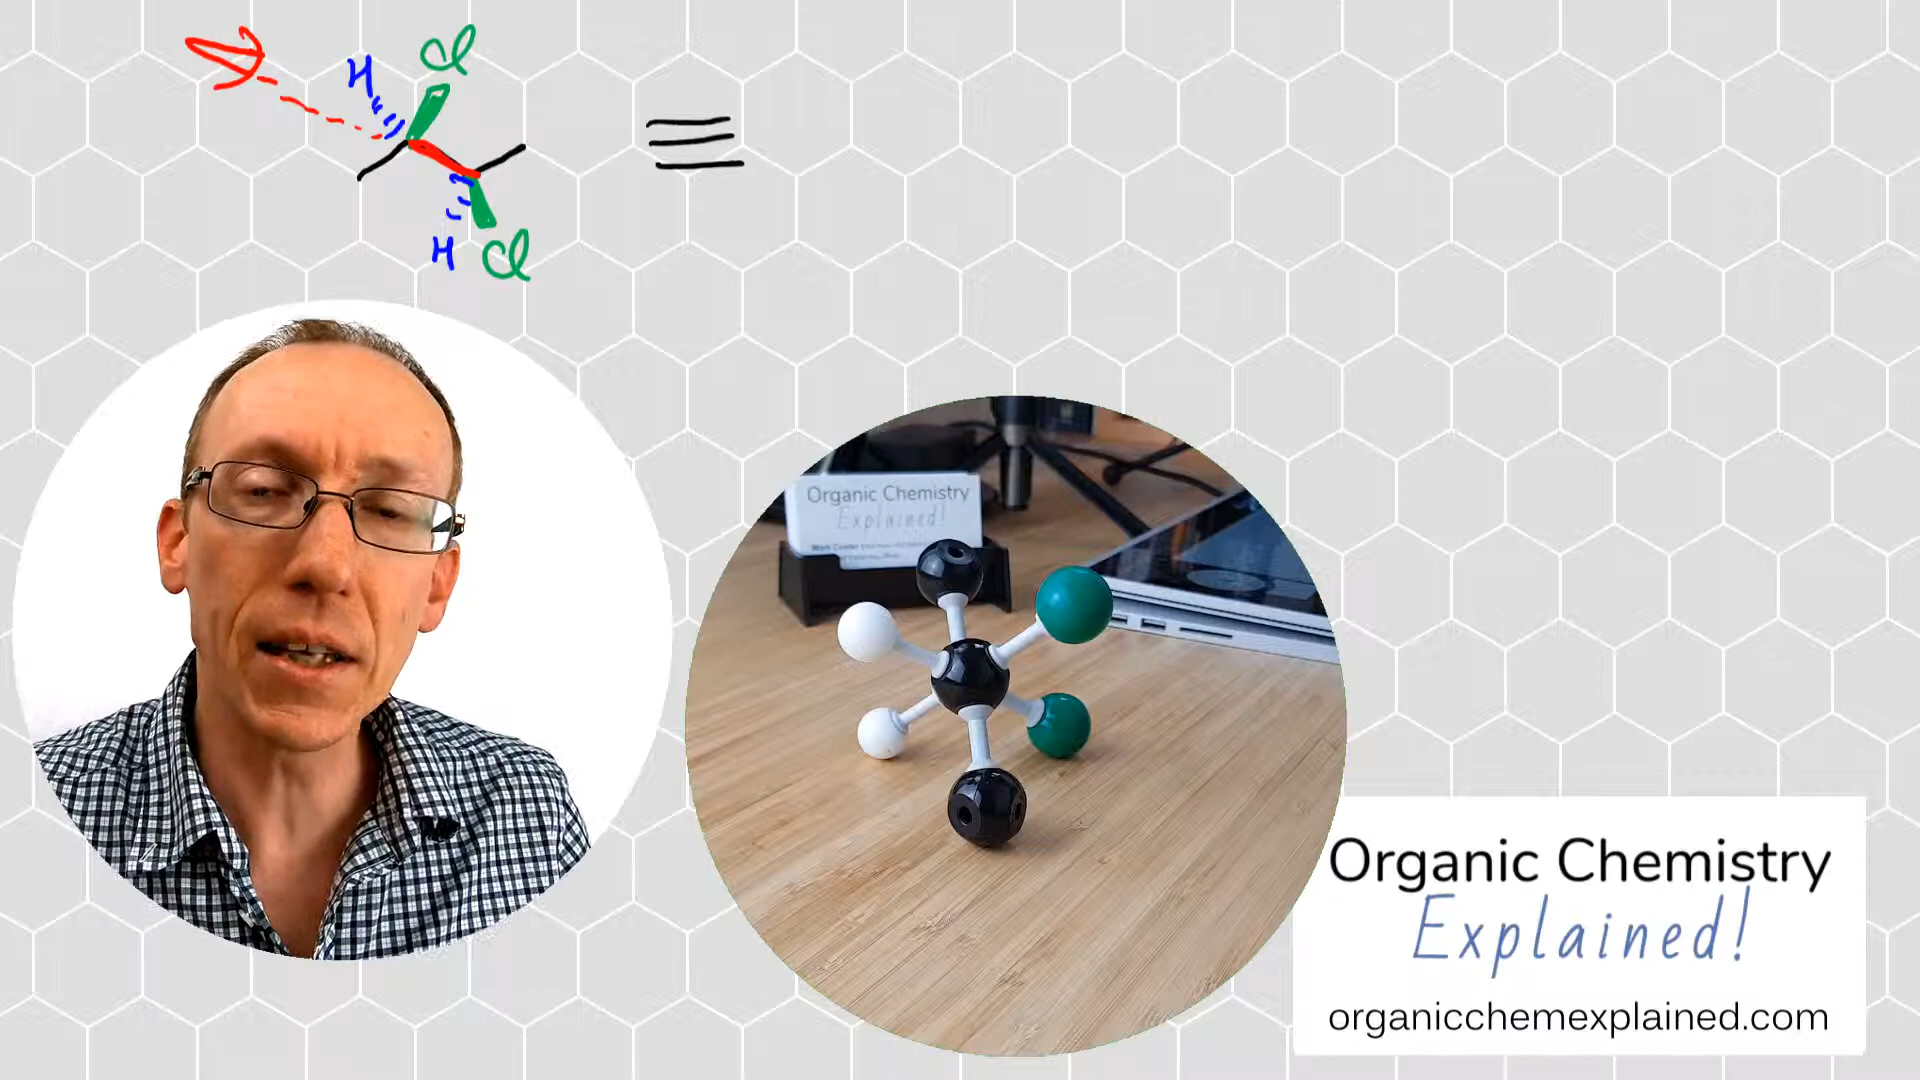 H Cl
H Cl
Organic Chemistry
Explained!
Organic Chemistry
Explained!
organicchemexplained.com